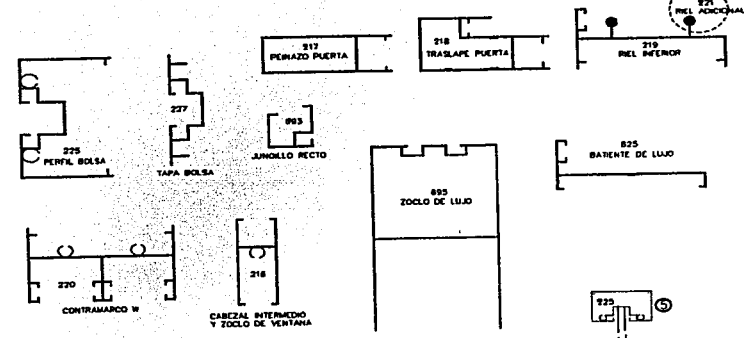 221
RIEL ADICIONAL
217
PEINAZO PUERTA
218
TRASLAPE PUERTA
219
RIEL INFERIOR
225
PERFIL BOLSA
227
TAPA BOLSA
893
JUNQUILLO RECTO
895
ZOCLO DE LUJO
825
BATIENTE DE LUJO
220
CONTRAMARCO W
216
CABEZAL INTERMEDIO
Y ZOCLO DE VENTANA
225
5